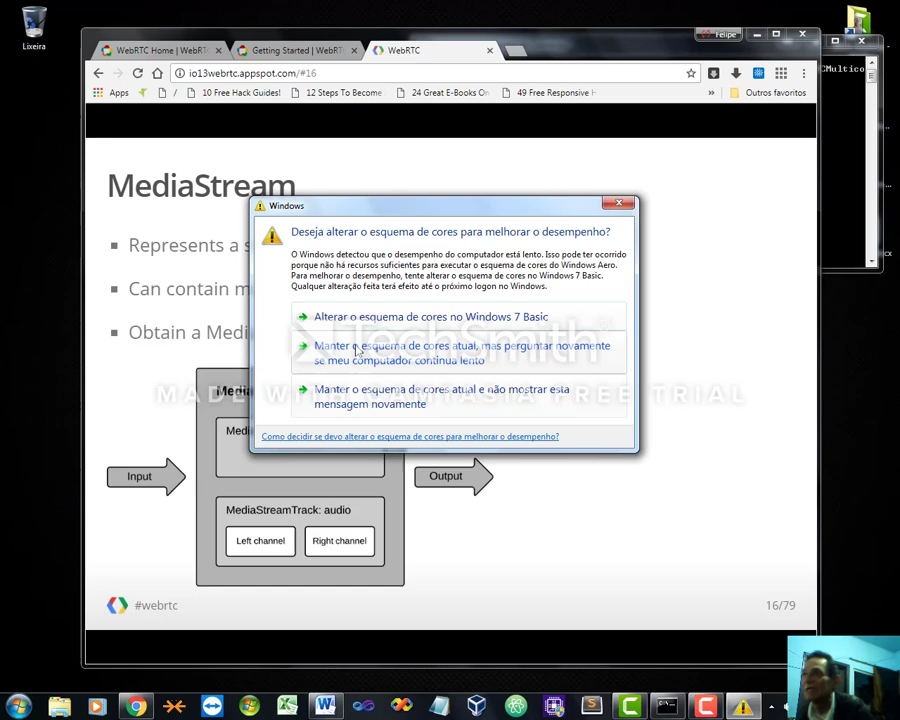 Lixeira
WebRTC Home | WebRT
Getting Started | WebRT
WebRTC
Felipe
io13webrtc.appspot.com/#16
Apps
/
10 Free Hack Guides!
12 Steps To Become
24 Great E-Books On
49 Free Responsive H
»
Outros favoritos
CMultico
MediaStream
Represents a s
Can contain m
Obtain a Medi
Windows
Deseja alterar o esquema de cores para melhorar o desempenho?
O Windows detectou que o desempenho do computador está lento. Isso pode ter ocorrido
porque não há recursos suficientes para executar o esquema de cores do Windows Aero.
Para melhorar o desempenho, tente alterar o esquema de cores no Windows 7 Basic.
Qualquer alteração feita terá efeito até o próximo logon no Windows.
Alterar o esquema de cores no Windows 7 Basic
Manter o esquema de cores atual, mas perguntar novamente
se meu computador continua lento
Manter o esquema de cores atual e não mostrar esta
mensagem novamente
Como decidir se devo alterar o esquema de cores para melhorar o desempenho?
TechSmith
MADE WITH CAMTASIA FREE TRIAL
Medi
Medi
Input
Output
MediaStreamTrack: audio
Left channel
Right channel
#webrtc
16/79